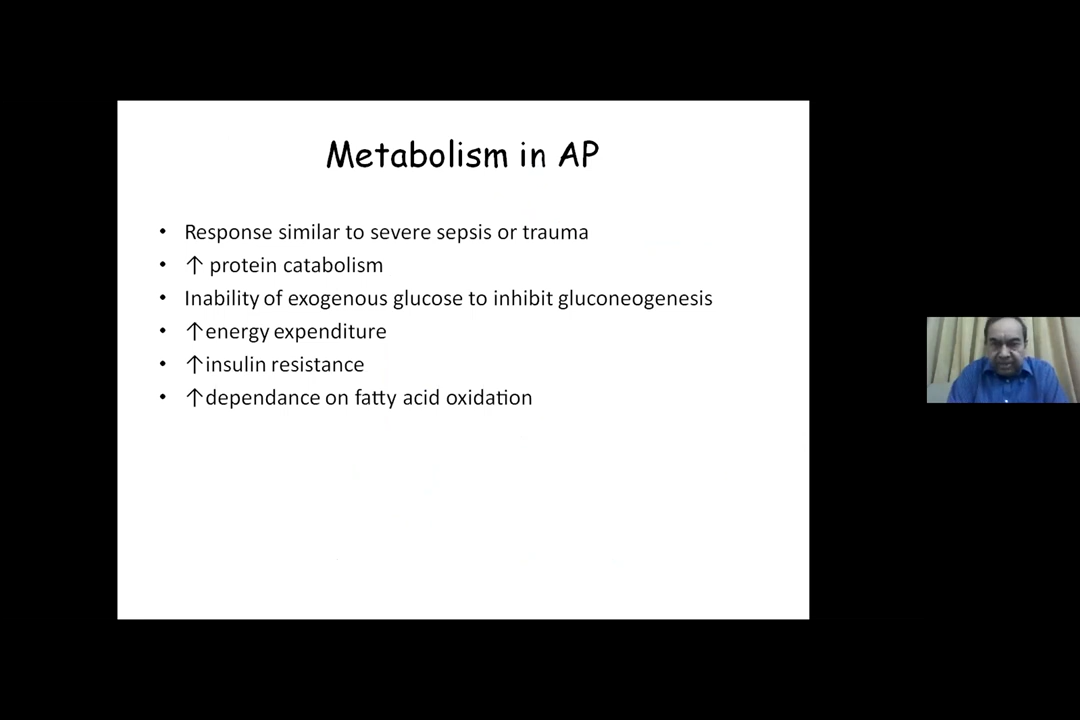 Metabolism in AP
• Response similar to severe sepsis or trauma
• ↑ protein catabolism
• Inability of exogenous glucose to inhibit gluconeogenesis
• ↑energy expenditure
• ↑insulin resistance
• ↑dependance on fatty acid oxidation